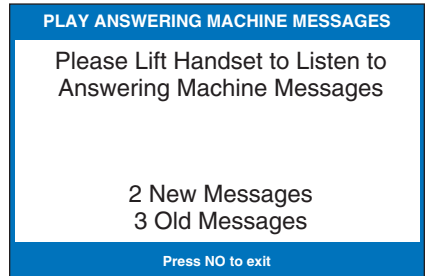 PLAY ANSWERING MACHINE MESSAGES
Please Lift Handset to Listen to
Answering Machine Messages
2 New Messages
3 Old Messages
Press NO to exit